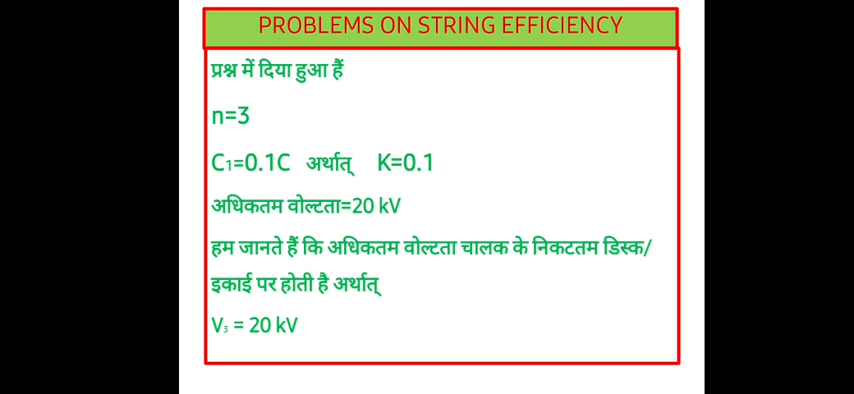 PROBLEMS ON STRING EFFICIENCY
प्रश्न में दिया हुआ हैं
n=3
C1=0.1C अर्थात् K=0.1
अधिकतम वोल्टता=20 kV
हम जानते हैं कि अधिकतम वोल्टता चालक के निकटतम डिस्क/
इकाई पर होती है अर्थात्
V3 = 20 kV